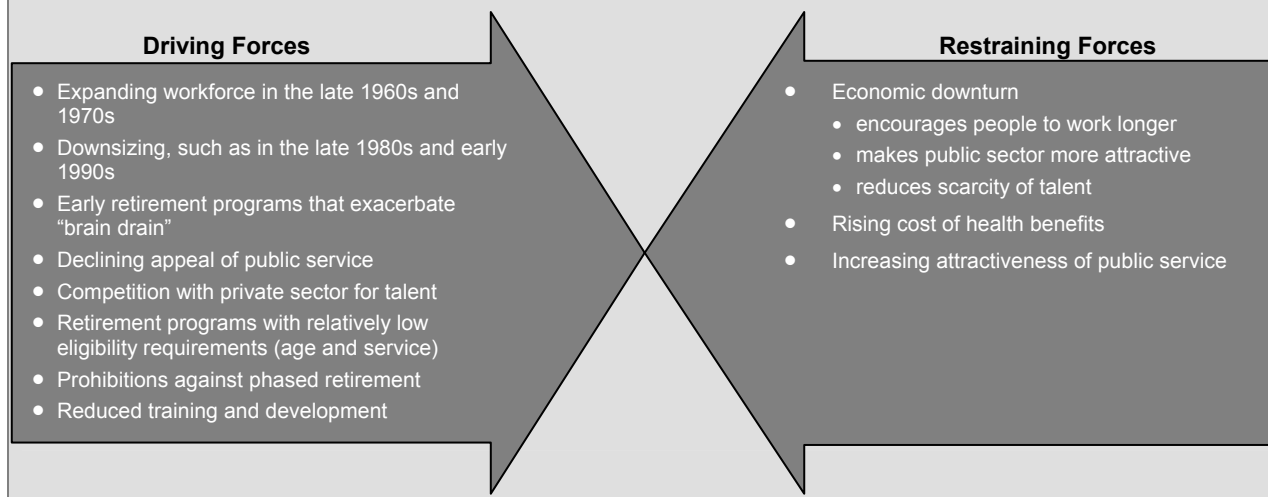 Driving Forces
• Expanding workforce in the late 1960s and
1970s
• Downsizing, such as in the late 1980s and early
1990s
• Early retirement programs that exacerbate
“brain drain”
• Declining appeal of public service
• Competition with private sector for talent
• Retirement programs with relatively low
eligibility requirements (age and service)
• Prohibitions against phased retirement
• Reduced training and development
Restraining Forces
• Economic downturn
• encourages people to work longer
• makes public sector more attractive
• reduces scarcity of talent
• Rising cost of health benefits
• Increasing attractiveness of public service